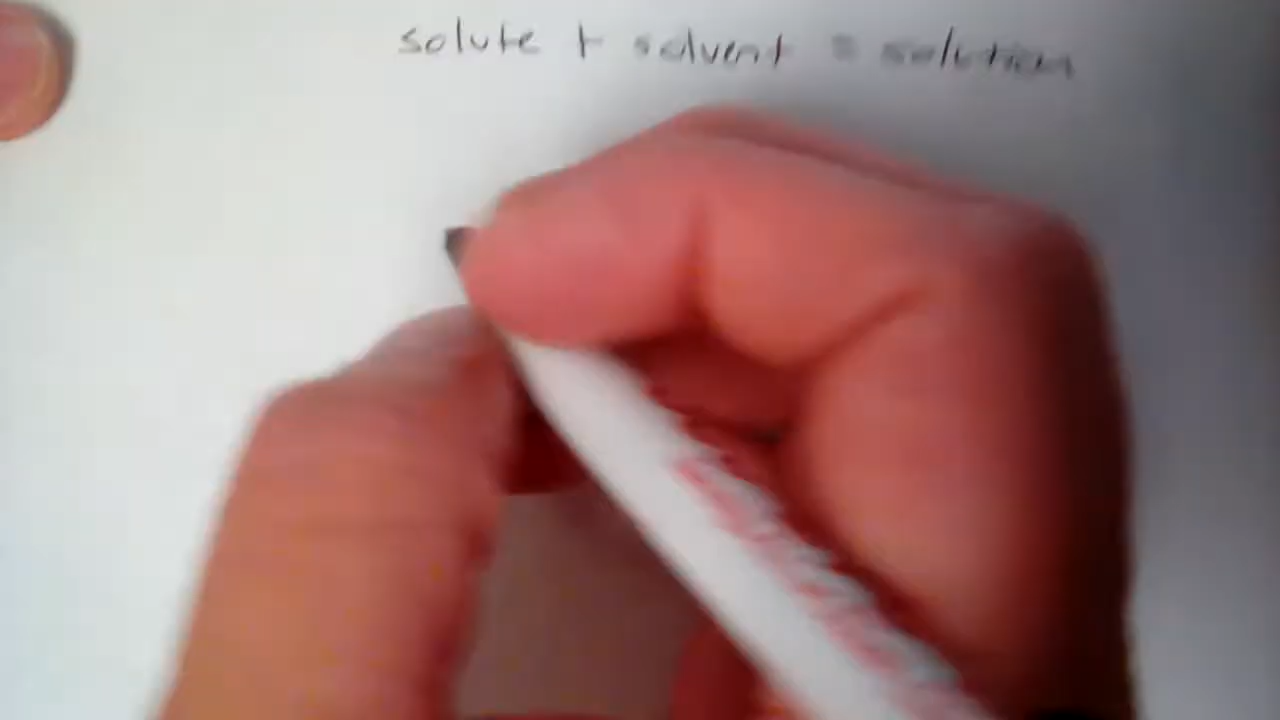 solute + solvent = solution